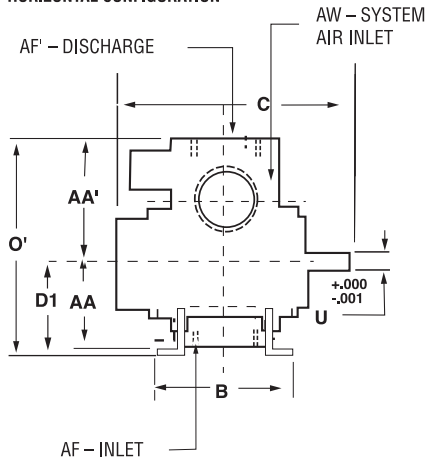 HORIZONTAL CONFIGURATION
AW – SYSTEM
AIR INLET
AF' – DISCHARGE
C
AA'
O'
D1
AA
+.000
-.001
U
B
AF – INLET